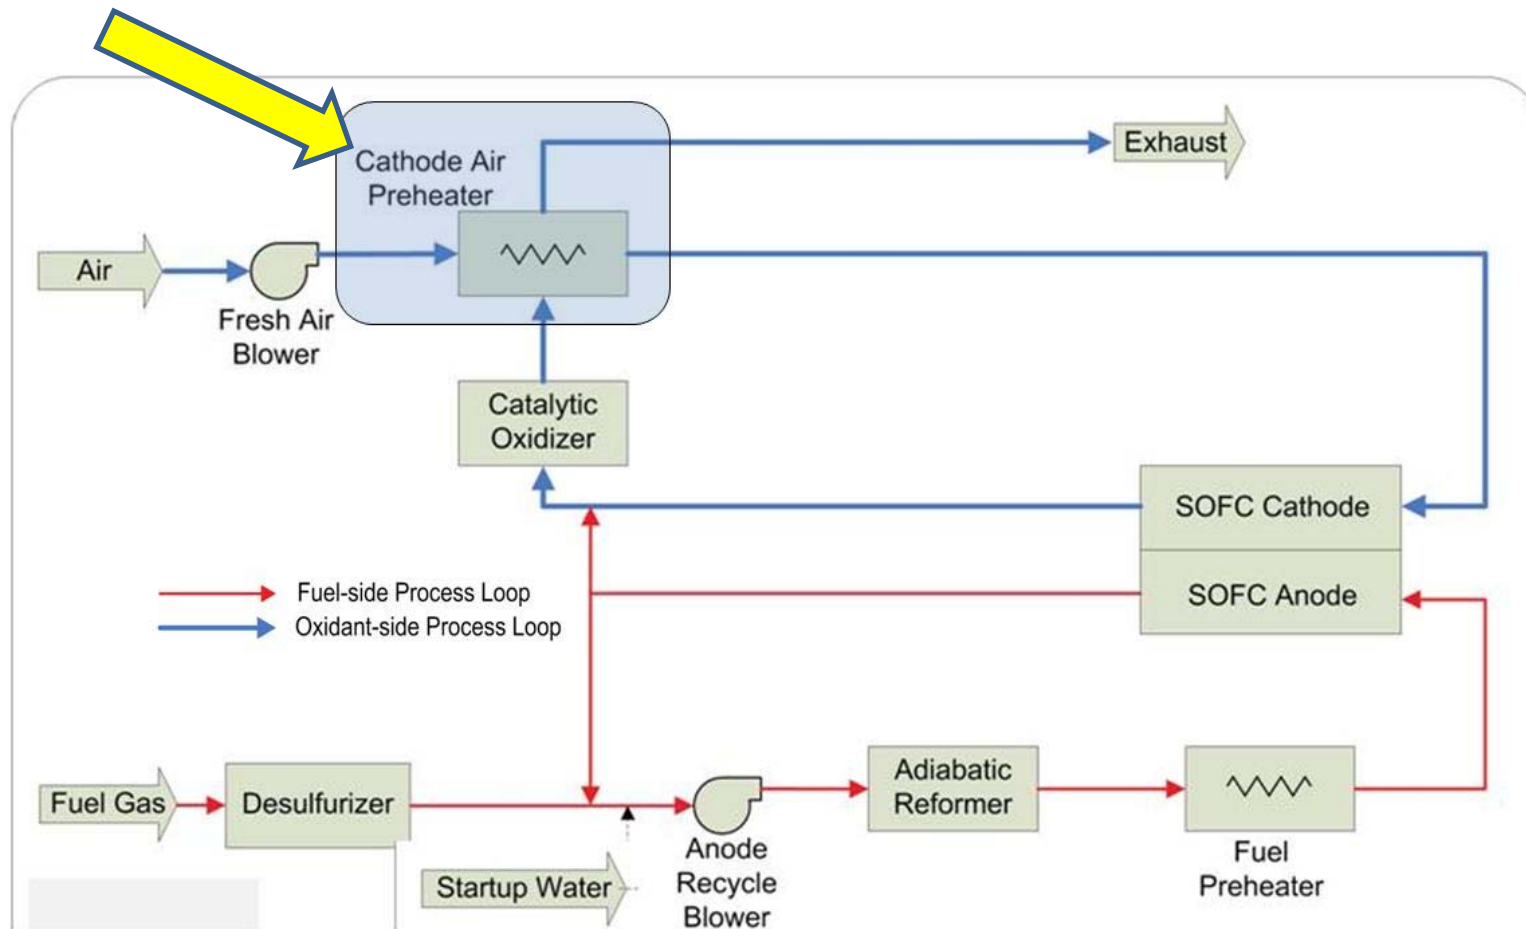 Cathode Air
Preheater
Exhaust
Air
Fresh Air
Blower
Catalytic
Oxidizer
SOFC Cathode
SOFC Anode
Fuel-side Process Loop
Oxidant-side Process Loop
Fuel Gas
Desulfurizer
Startup Water
Anode
Recycle
Blower
Adiabatic
Reformer
Fuel
Preheater